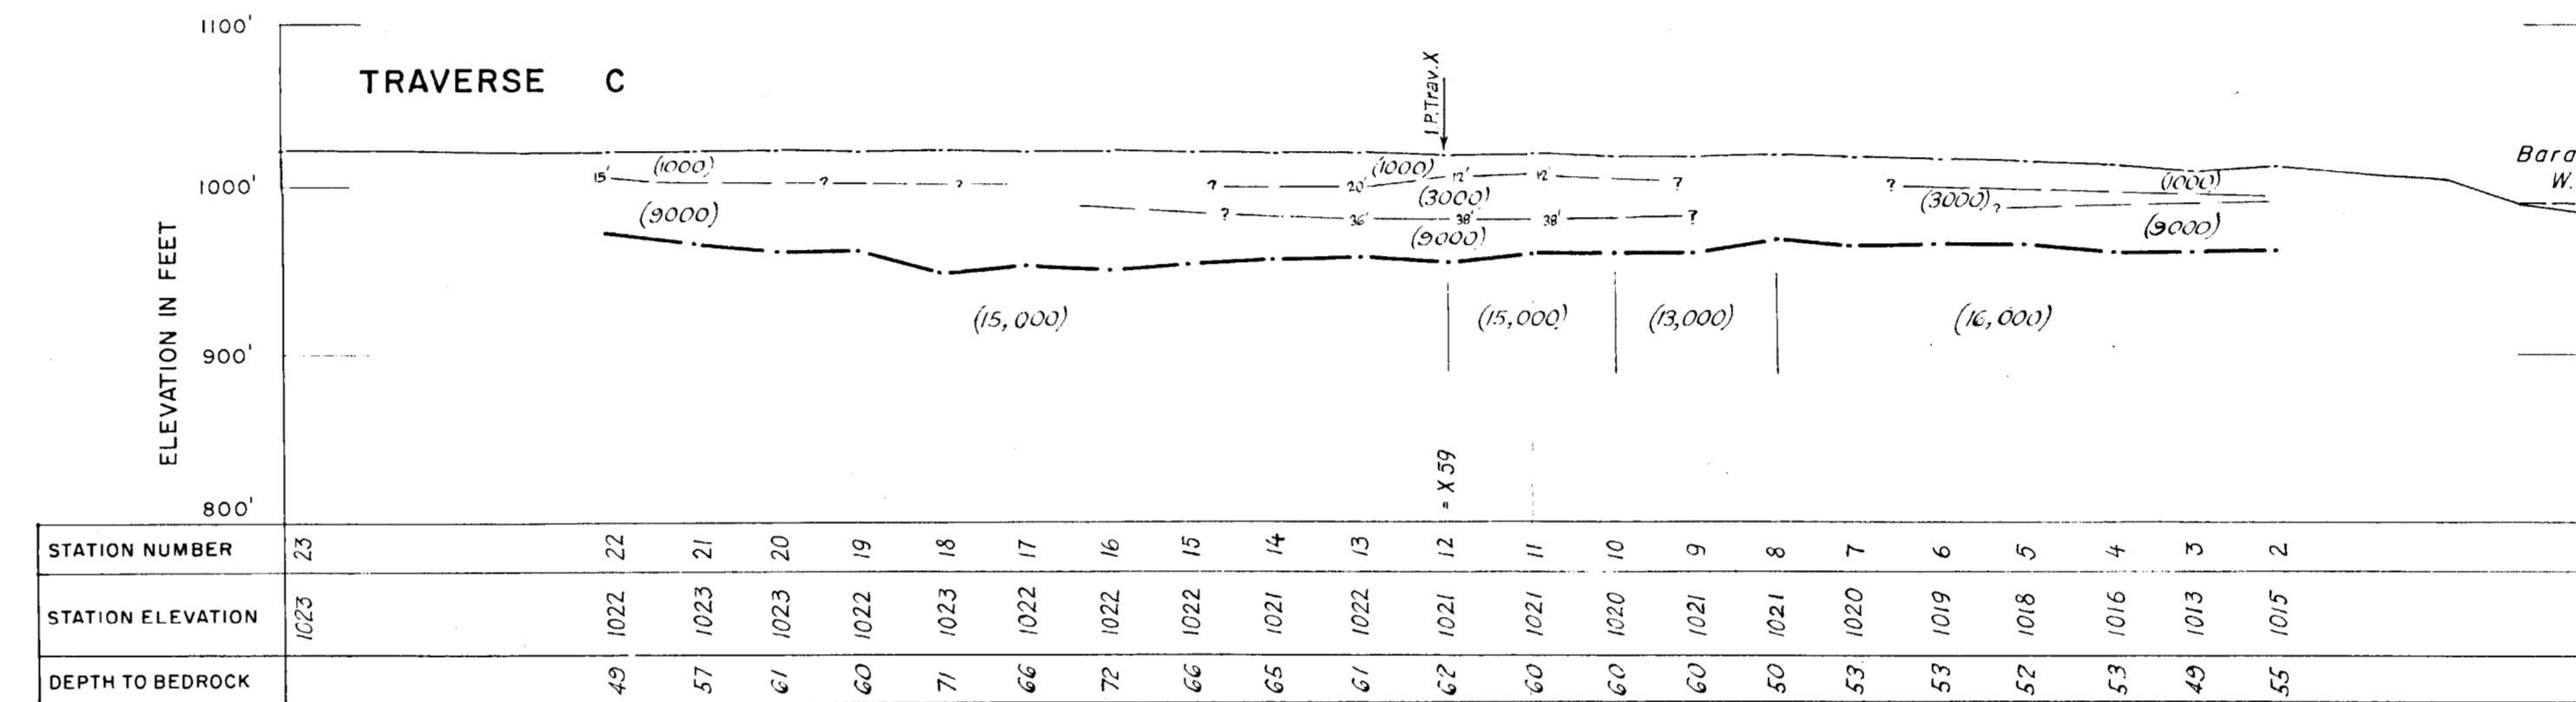 1100'
TRAVERSE C
I.P. Trav. X
Bara
W.
15' (1000) (1000) 12' 12' (1000)
1000' ? ? ? 20' ? ?
(9000) (3000) (3000) ?
? 36' 38' 38' ? (9000)
(9000)
ELEVATION IN FEET
(15,000) (15,000) (13,000) (16,000)
900'
= X 59
800'
STATION NUMBER 23 22 21 20 19 18 17 16 15 14 13 12 11 10 9 8 7 6 5 4 3 2
STATION ELEVATION 1023 1022 1023 1023 1022 1023 1022 1022 1022 1021 1022 1021 1021 1020 1021 1021 1020 1019 1018 1016 1013 1015
DEPTH TO BEDROCK 49 57 61 60 71 66 72 66 65 61 62 60 60 60 50 53 53 52 53 49 55